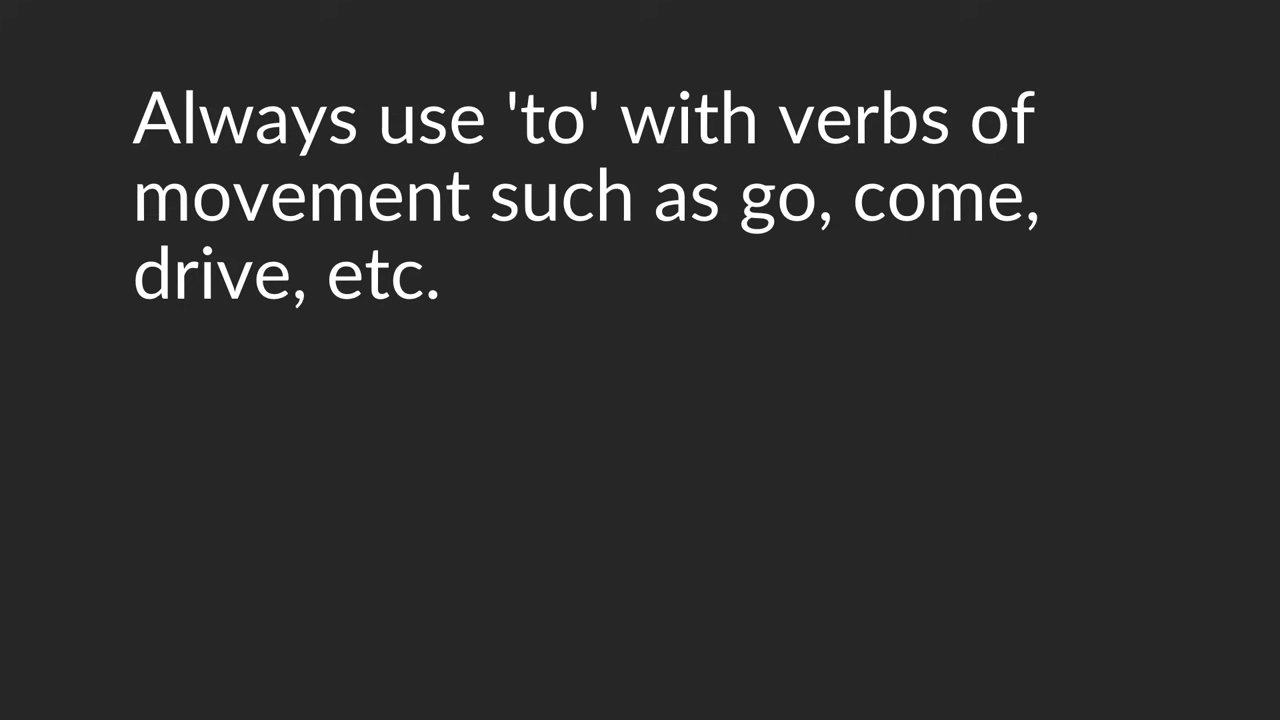 Always use 'to' with verbs of
movement such as go, come,
drive, etc.